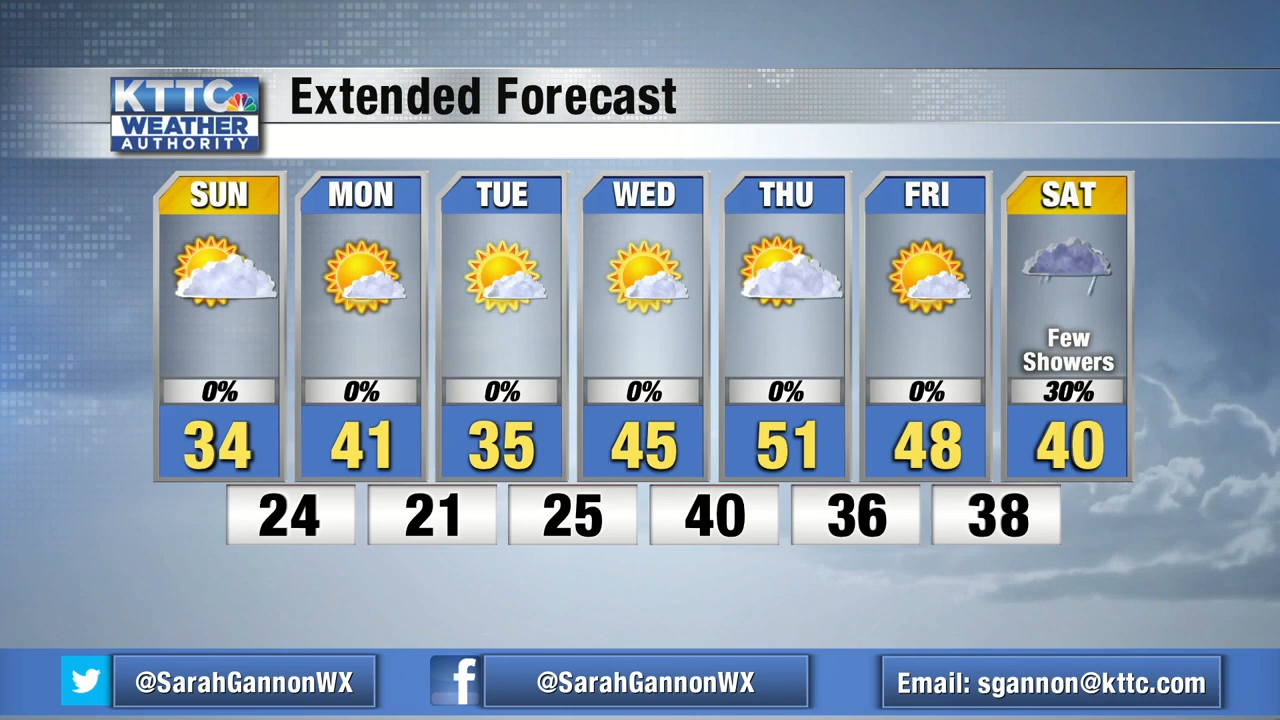 KTTC
WEATHER
AUTHORITY
Extended Forecast
SUN MON TUE WED THU FRI SAT
Few
Showers
0% 0% 0% 0% 0% 0% 30%
34 41 35 45 51 48 40
24 21 25 40 36 38
@SarahGannonWX f @SarahGannonWX Email: sgannon@kttc.com